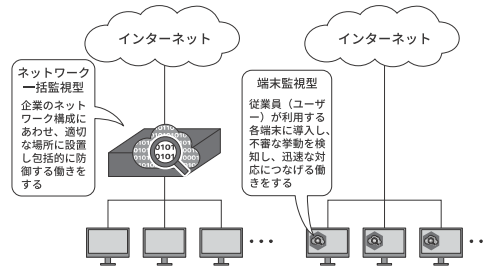 インターネット
ネットワーク
一括監視型
企業のネット
ワーク構成に
あわせ、適切
な場所に設置
し包括的に防
御する働きを
する
インターネット
端末監視型
従業員（ユーザ
ー）が利用する
各端末に導入し、
不審な挙動を検
知し、迅速な対
応につなげる働
きをする